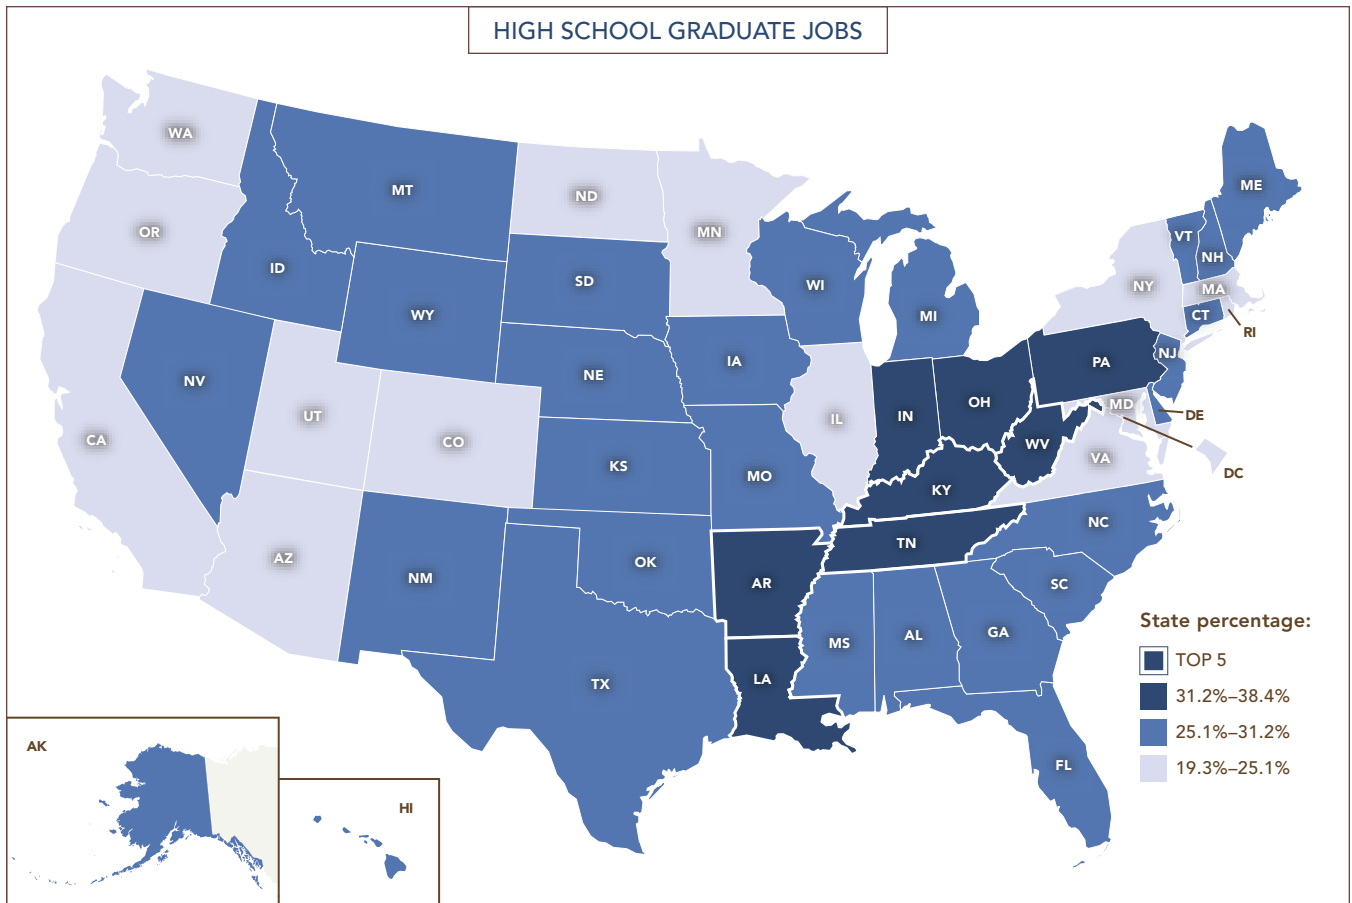 HIGH SCHOOL GRADUATE JOBS
WA
MT
ND
MN
ME
OR
ID
SD
WI
MI
VT
NH
NY
MA
WY
CT
RI
NV
NE
IA
PA
NJ
UT
CO
IL
IN
OH
MD
DE
CA
KS
MO
WV
VA
DC
KY
AZ
NM
OK
AR
TN
NC
SC
MS
AL
GA
TX
LA
FL
State percentage:
TOP 5
31.2%–38.4%
25.1%–31.2%
19.3%–25.1%
AK
HI